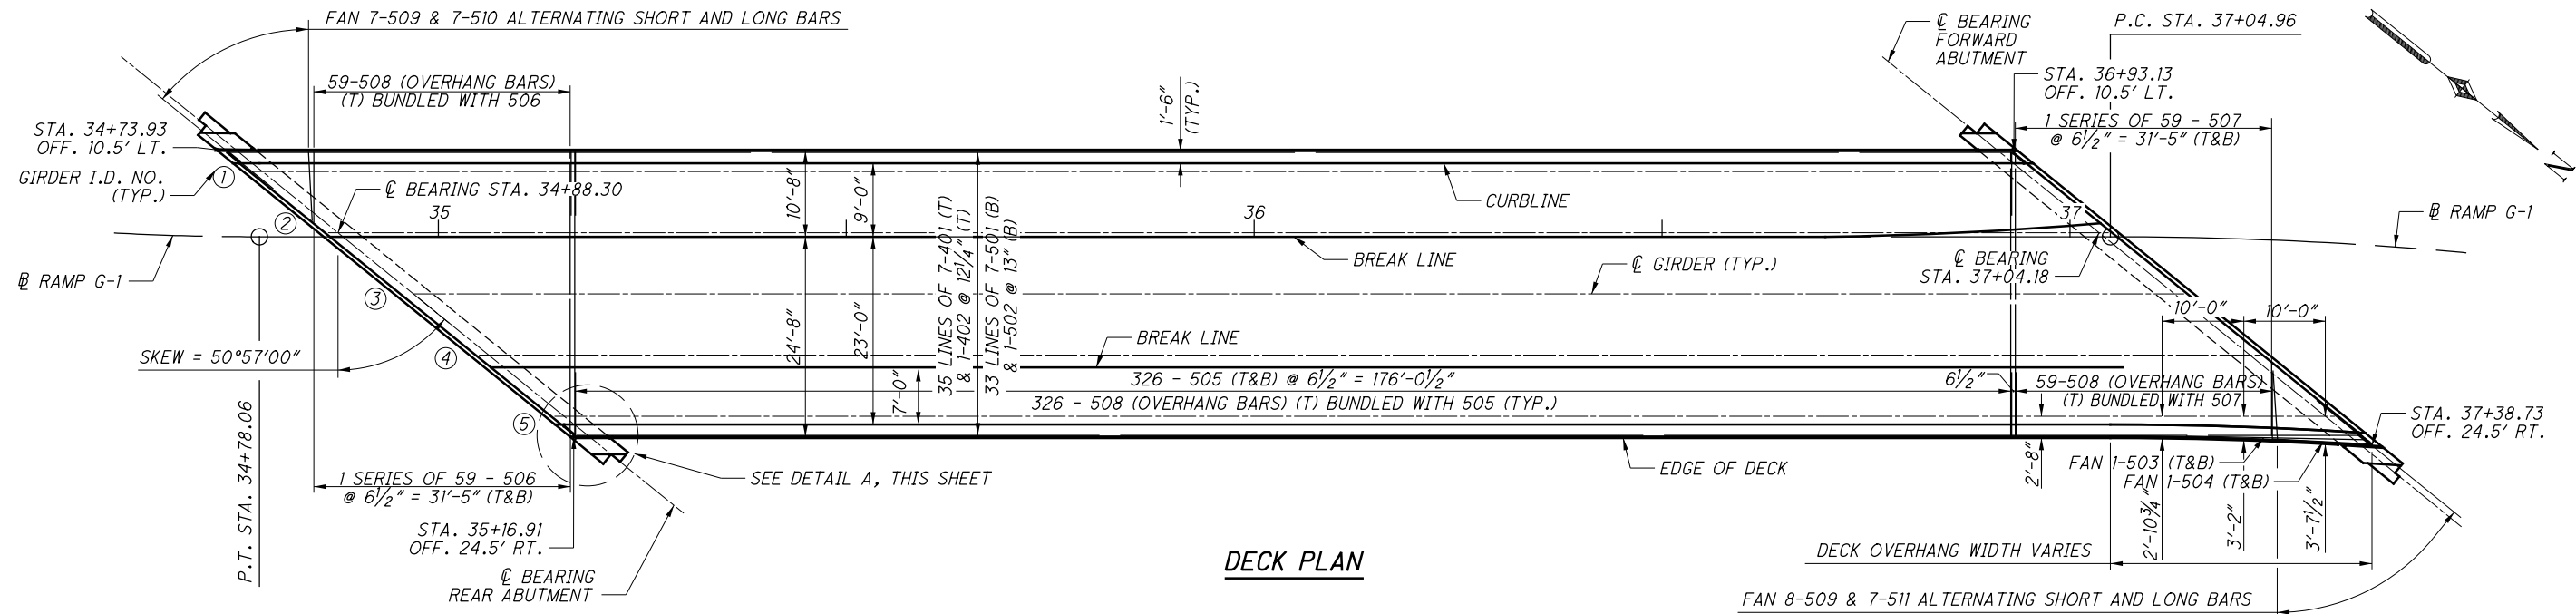 FAN 7-509 & 7-510 ALTERNATING SHORT AND LONG BARS
℄ BEARING
FORWARD
ABUTMENT
P.C. STA. 37+04.96
59-508 (OVERHANG BARS)
(T) BUNDLED WITH 506
1'-6"
(TYP.)
STA. 36+93.13
OFF. 10.5' LT.
STA. 34+73.93
OFF. 10.5' LT.
1 SERIES OF 59 - 507
@ 6½" = 31'-5" (T&B)
N
GIRDER I.D. NO.
(TYP.)
1
℄ BEARING STA. 34+88.30
10'-8"
9'-0"
CURBLINE
2
35
36
37
℔ RAMP G-1
℔ RAMP G-1
BREAK LINE
℄ GIRDER (TYP.)
℄ BEARING
STA. 37+04.18
3
35 LINES OF 7-401 (T)
& 1-402 @ 12¼" (T)
33 LINES OF 7-501 (B)
& 1-502 @ 13" (B)
10'-0"
10'-0"
SKEW = 50°57'00"
4
24'-8"
23'-0"
BREAK LINE
7'-0"
326 - 505 (T&B) @ 6½" = 176'-0½"
6½"
59-508 (OVERHANG BARS)
(T) BUNDLED WITH 507
326 - 508 (OVERHANG BARS) (T) BUNDLED WITH 505 (TYP.)
5
STA. 37+38.73
OFF. 24.5' RT.
P.T. STA. 34+78.06
1 SERIES OF 59 - 506
@ 6½" = 31'-5" (T&B)
SEE DETAIL A, THIS SHEET
EDGE OF DECK
2'-8"
FAN 1-503 (T&B)
FAN 1-504 (T&B)
2'-10¾"
3'-2"
3'-7½"
STA. 35+16.91
OFF. 24.5' RT.
DECK PLAN
DECK OVERHANG WIDTH VARIES
℄ BEARING
REAR ABUTMENT
FAN 8-509 & 7-511 ALTERNATING SHORT AND LONG BARS